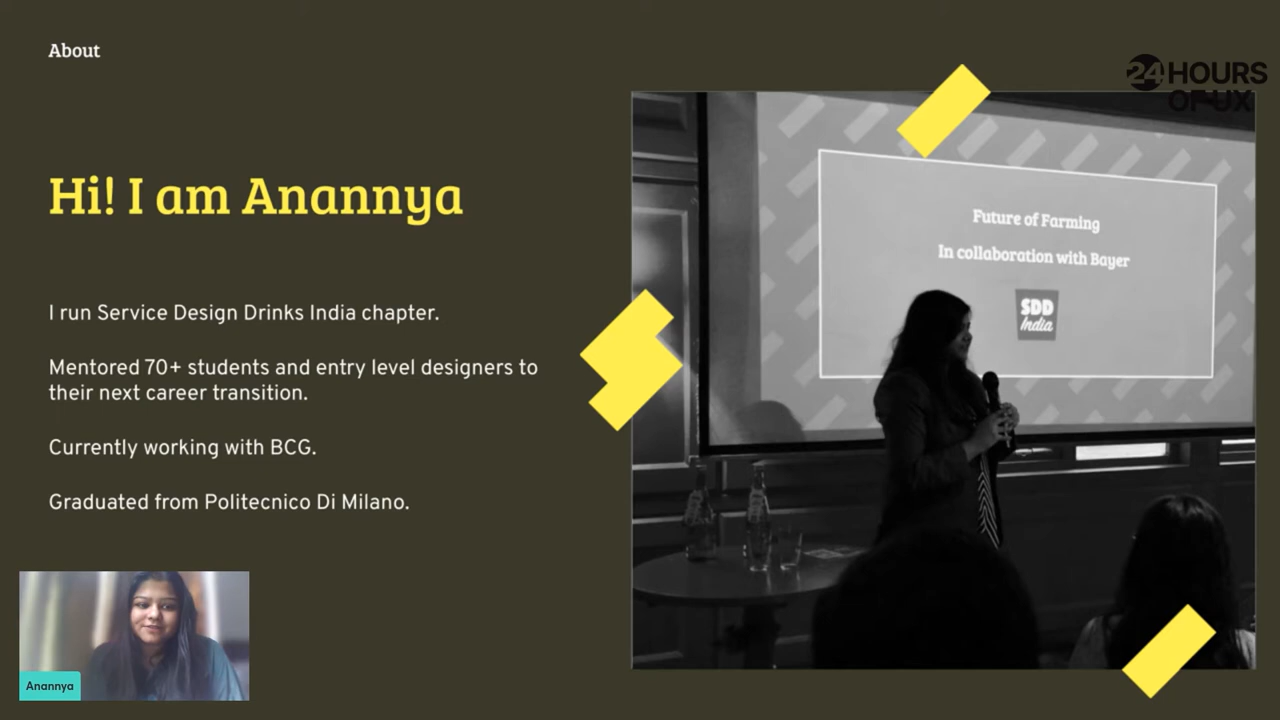 About
24 HOURS
OF UX
Hi! I am Anannya
I run Service Design Drinks India chapter.
Mentored 70+ students and entry level designers to
their next career transition.
Currently working with BCG.
Graduated from Politecnico Di Milano.
Future of Farming
In collaboration with Bayer
SDD
India
Anannya